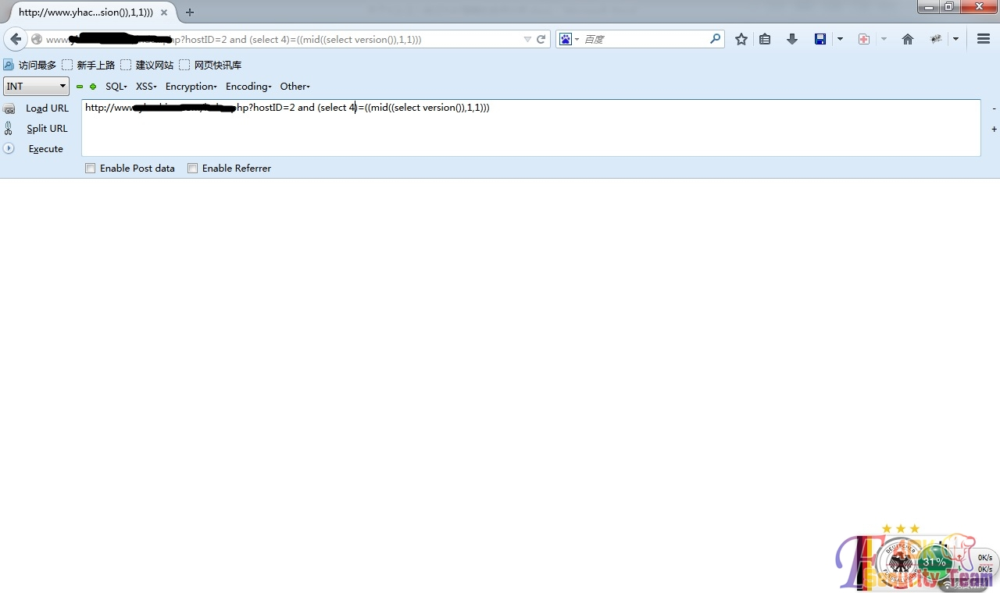 http://www.yhac...sion()),1,1)))
www. hp?hostID=2 and (select 4)=((mid((select version()),1,1)))
百度
访问最多 新手上路 建议网站 网页快讯库
INT SQL XSS Encryption Encoding Other
Load URL http://www. php?hostID=2 and (select 4)=((mid((select version()),1,1)))
Split URL
Execute
Enable Post data Enable Referrer
31%
0K/s
0K/s
Security Team